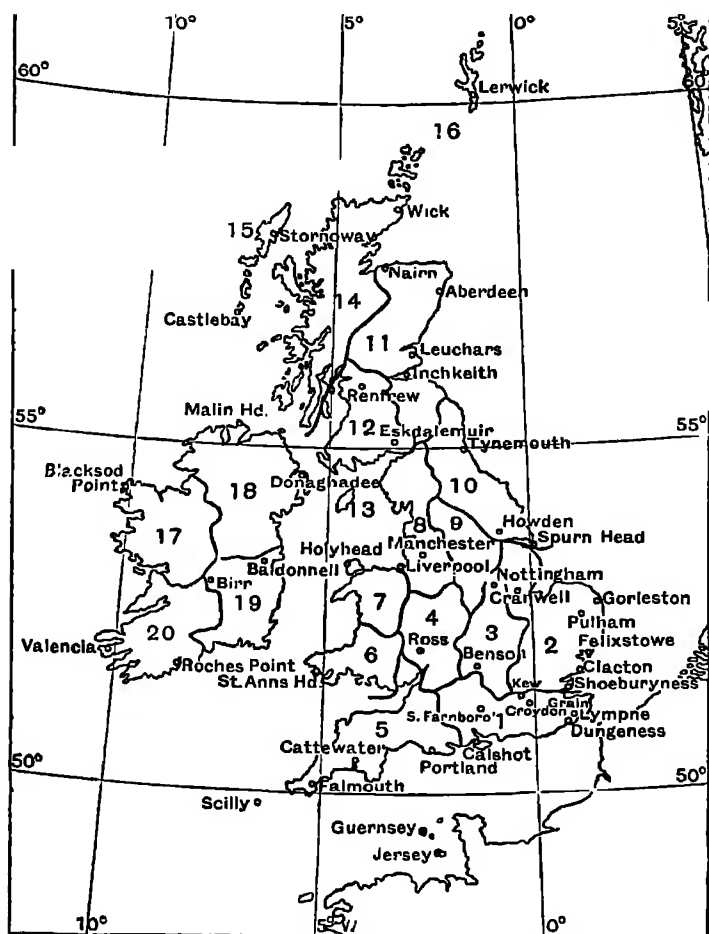 10° 5° 0° 5°
60° 60°
Lerwick
16
Wick
15
Stornoway
Nairn
14
Aberdeen
Castlebay
11
Leuchars
Inchkeith
Renfrew
Malin Hd.
12
55° 55°
Eskdalemuir
Tynemouth
Blacksod
Point
18
Donaghadee
10
13
17
8
9
Howden
Spurn Head
Holyhead
Manchester
Baldonnell
Liverpool
Birr
Nottingham
Cranwell
7
19
Gorleston
4
3
Pulham
20
2
Felixstowe
Valencia
6
Ross
Benson
Clacton
Roches Point
Kew
Shoeburyness
St. Anns Hd.
Grain
S. Farnboro'
1
Croydon
Lympne
5
Dungeness
Cattewater
Calshot
Portland
50° 50°
Falmouth
Scilly
Guernsey
Jersey
10° 5° W 0°